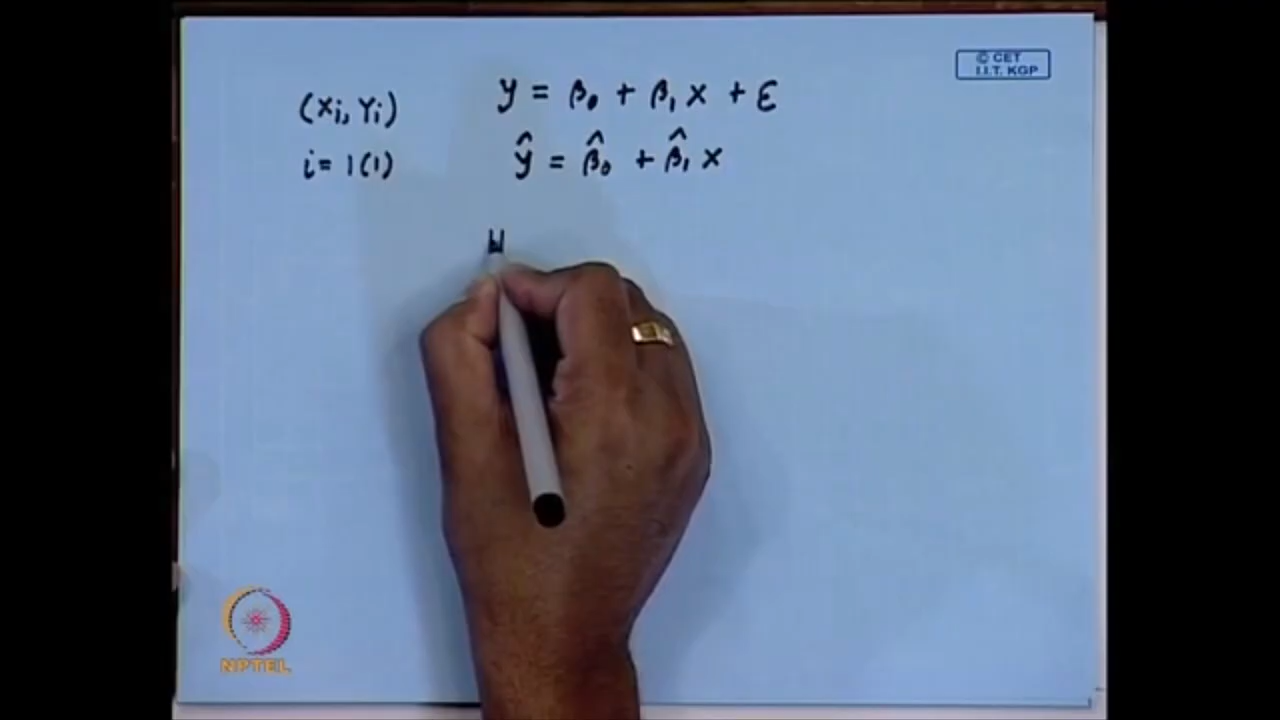 © CET
I.I.T. KGP
(Xi, Yi) y = β₀ + β₁ x + ε
i = 1(1) ŷ = β̂₀ + β̂₁ x
NPTEL